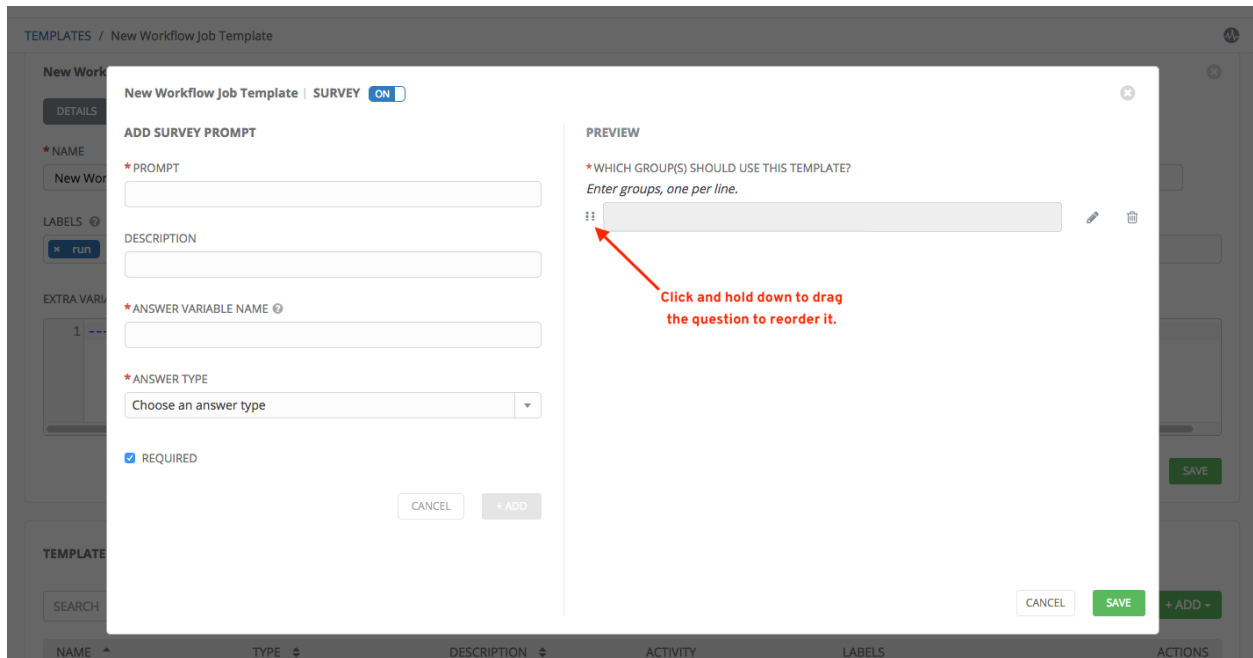 TEMPLATES / New Workflow Job Template
New Work
DETAILS
* NAME
New Wor
LABELS
× run
EXTRA VARIA
1 ---
SAVE
TEMPLATE
SEARCH
+ ADD
NAME TYPE DESCRIPTION ACTIVITY LABELS ACTIONS
New Workflow Job Template | SURVEY ON
ADD SURVEY PROMPT
* PROMPT
DESCRIPTION
* ANSWER VARIABLE NAME
* ANSWER TYPE
Choose an answer type
REQUIRED
CANCEL + ADD
PREVIEW
* WHICH GROUP(S) SHOULD USE THIS TEMPLATE?
Enter groups, one per line.
Click and hold down to drag
the question to reorder it.
CANCEL SAVE